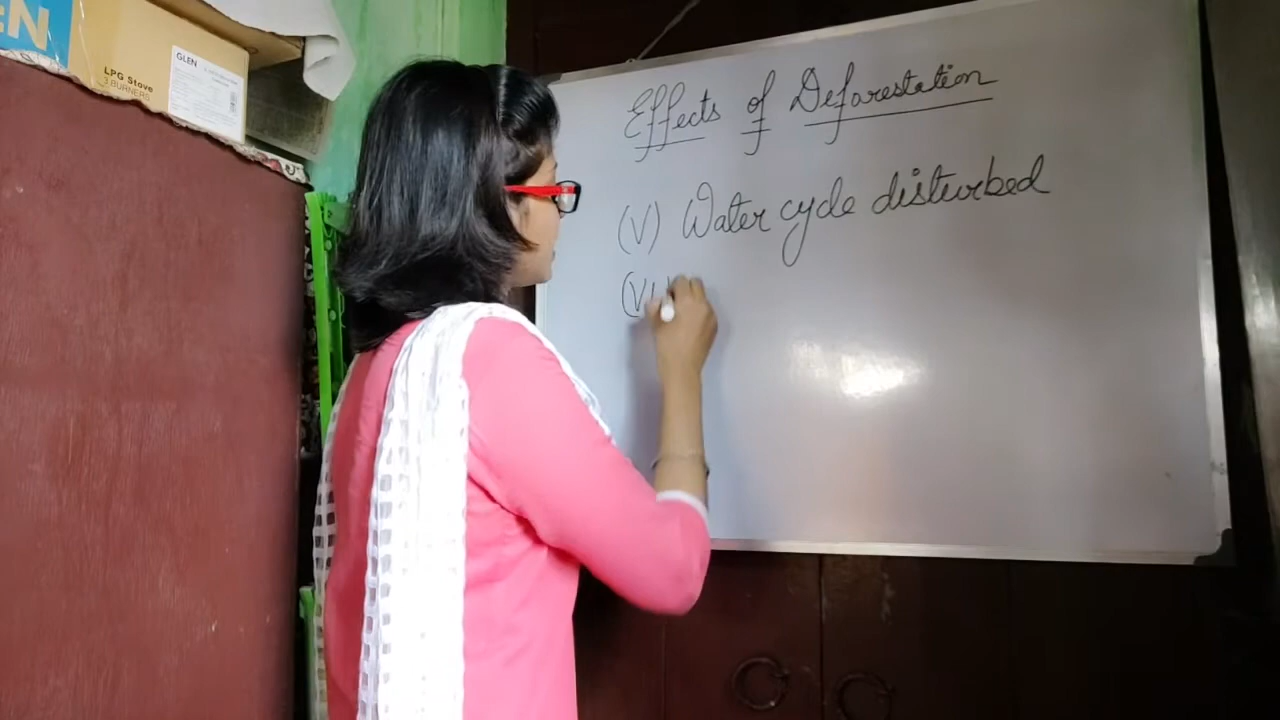 EN
LPG Stove
3 BURNERS
GLEN
Effects of Deforestation
(V) Water cycle disturbed
(VI